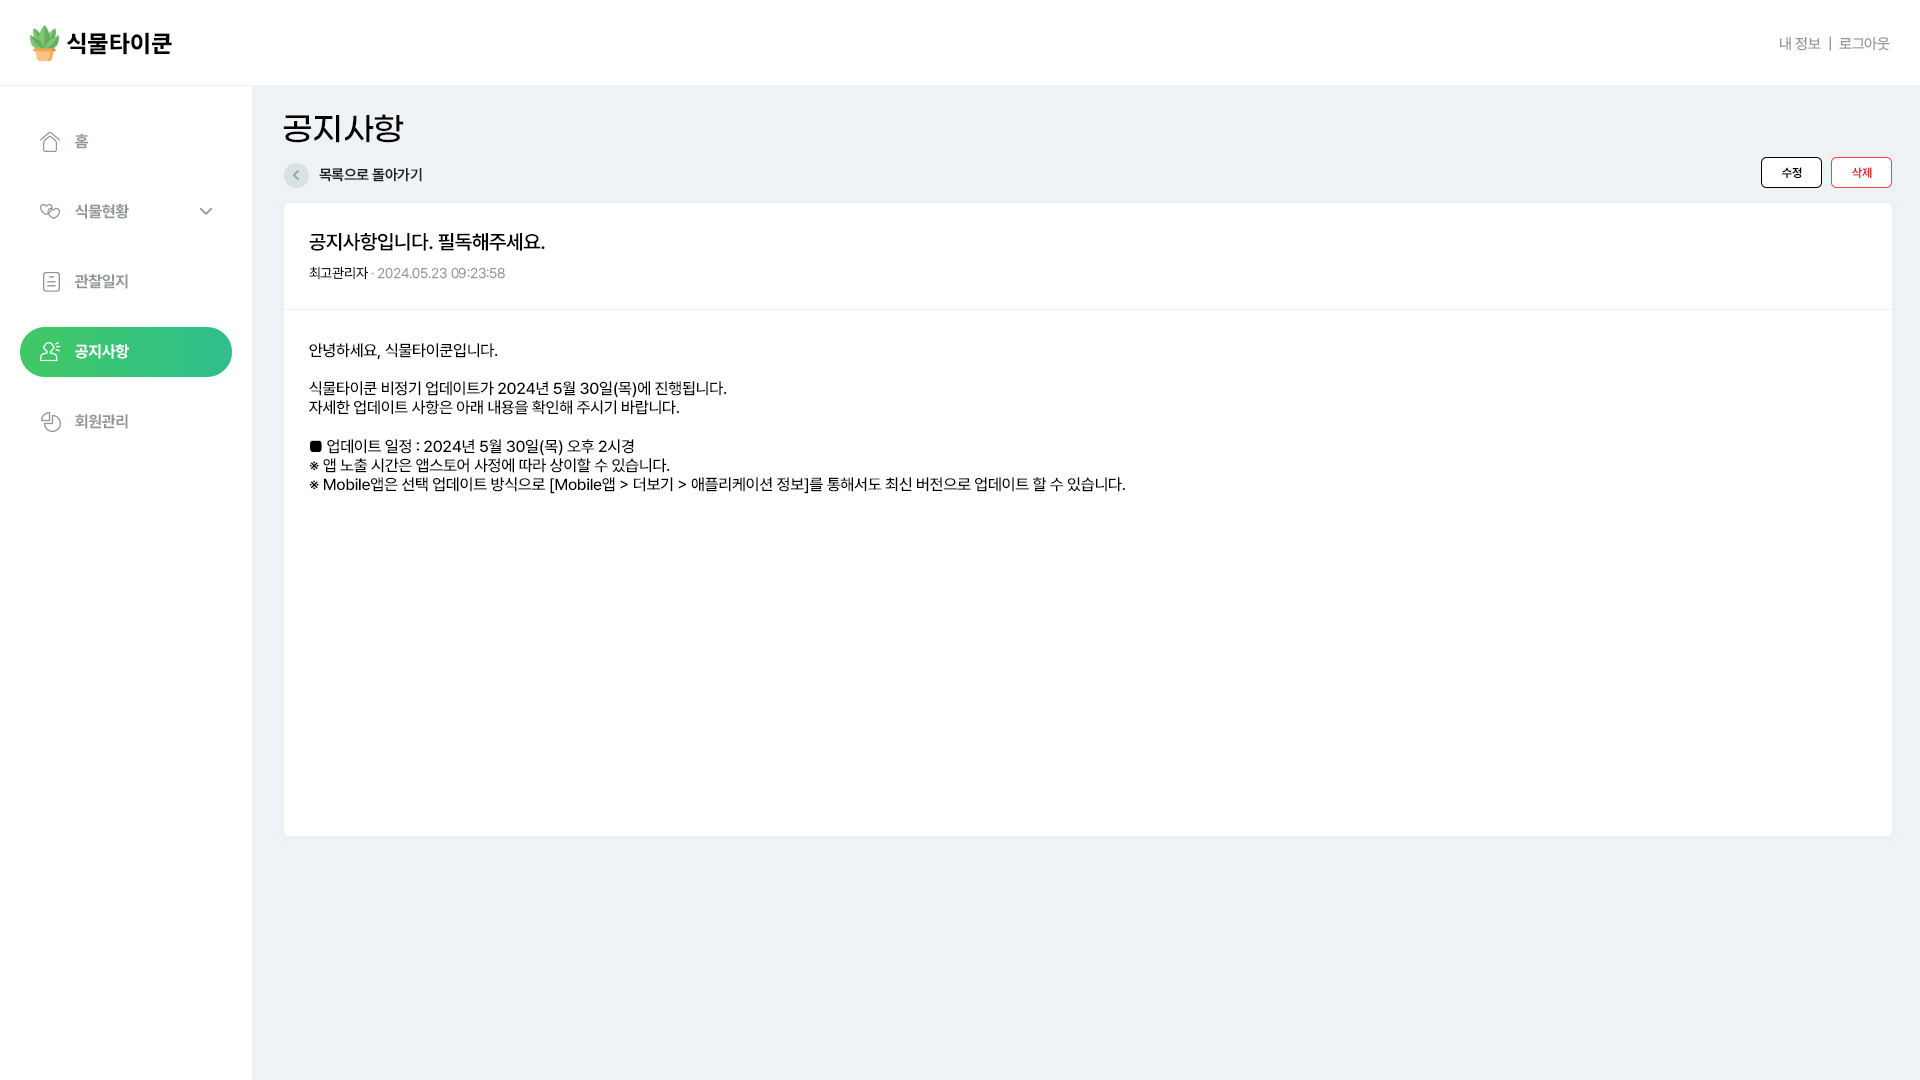 식물타이쿤
내 정보 | 로그아웃
홈
식물현황
관찰일지
공지사항
회원관리
공지사항
목록으로 돌아가기
수정
삭제
공지사항입니다. 필독해주세요.
최고관리자 · 2024.05.23 09:23:58
안녕하세요, 식물타이쿤입니다.
식물타이쿤 비정기 업데이트가 2024년 5월 30일(목)에 진행됩니다.
자세한 업데이트 사항은 아래 내용을 확인해 주시기 바랍니다.
■ 업데이트 일정 : 2024년 5월 30일(목) 오후 2시경
※ 앱 노출 시간은 앱스토어 사정에 따라 상이할 수 있습니다.
※ Mobile앱은 선택 업데이트 방식으로 [Mobile앱 > 더보기 > 애플리케이션 정보]를 통해서도 최신 버전으로 업데이트 할 수 있습니다.